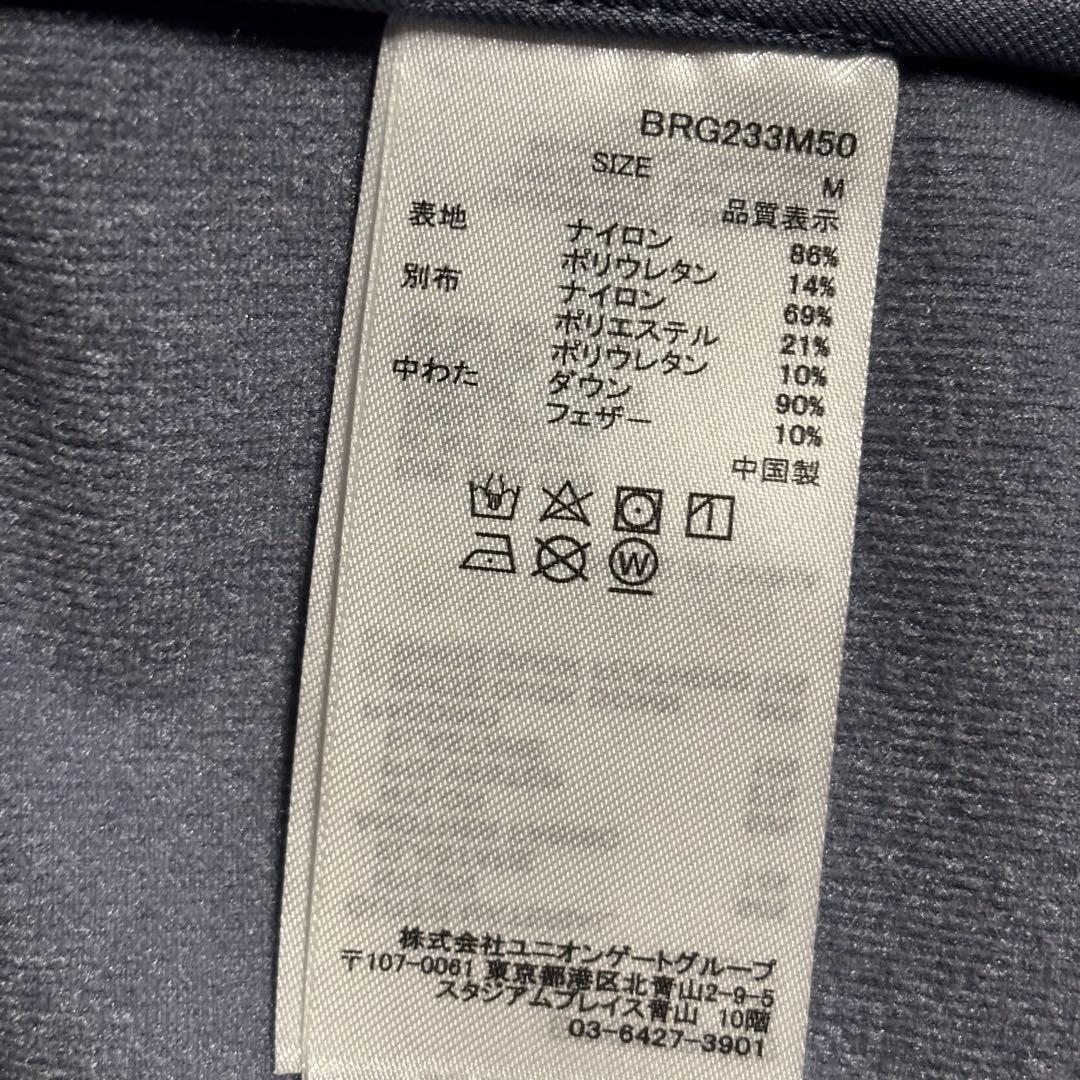 BRG233M50
SIZE M
品質表示
表地 ナイロン 86%
ポリウレタン 14%
別布 ナイロン 69%
ポリエステル 21%
ポリウレタン 10%
中わた ダウン 90%
フェザー 10%
中国製
W
株式会社ユニオンゲートグループ
〒107-0061 東京都港区北青山2-9-5
スタジアムプレイス青山 10階
03-6427-3901